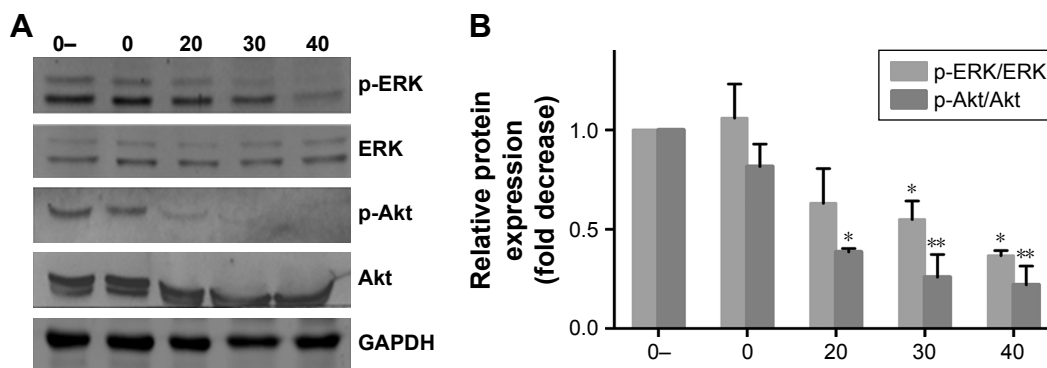 A
0– 0 20 30 40
p-ERK
ERK
p-Akt
Akt
GAPDH
B
Relative protein
expression
(fold decrease)
1.0
0.5
0.0
p-ERK/ERK
p-Akt/Akt
*
*
**
*
**
0– 0 20 30 40